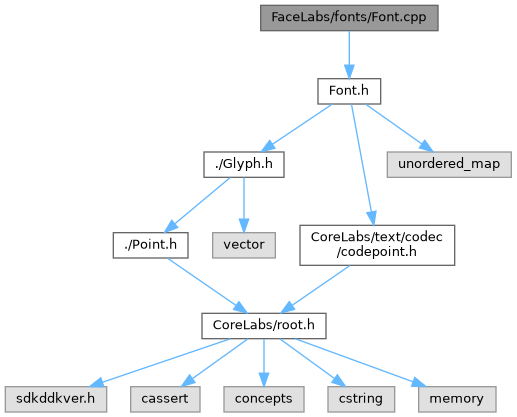 FaceLabs/fonts/Font.cpp
Font.h
./Glyph.h
unordered_map
./Point.h
vector
CoreLabs/text/codec
/codepoint.h
CoreLabs/root.h
sdkddkver.h
cassert
concepts
cstring
memory